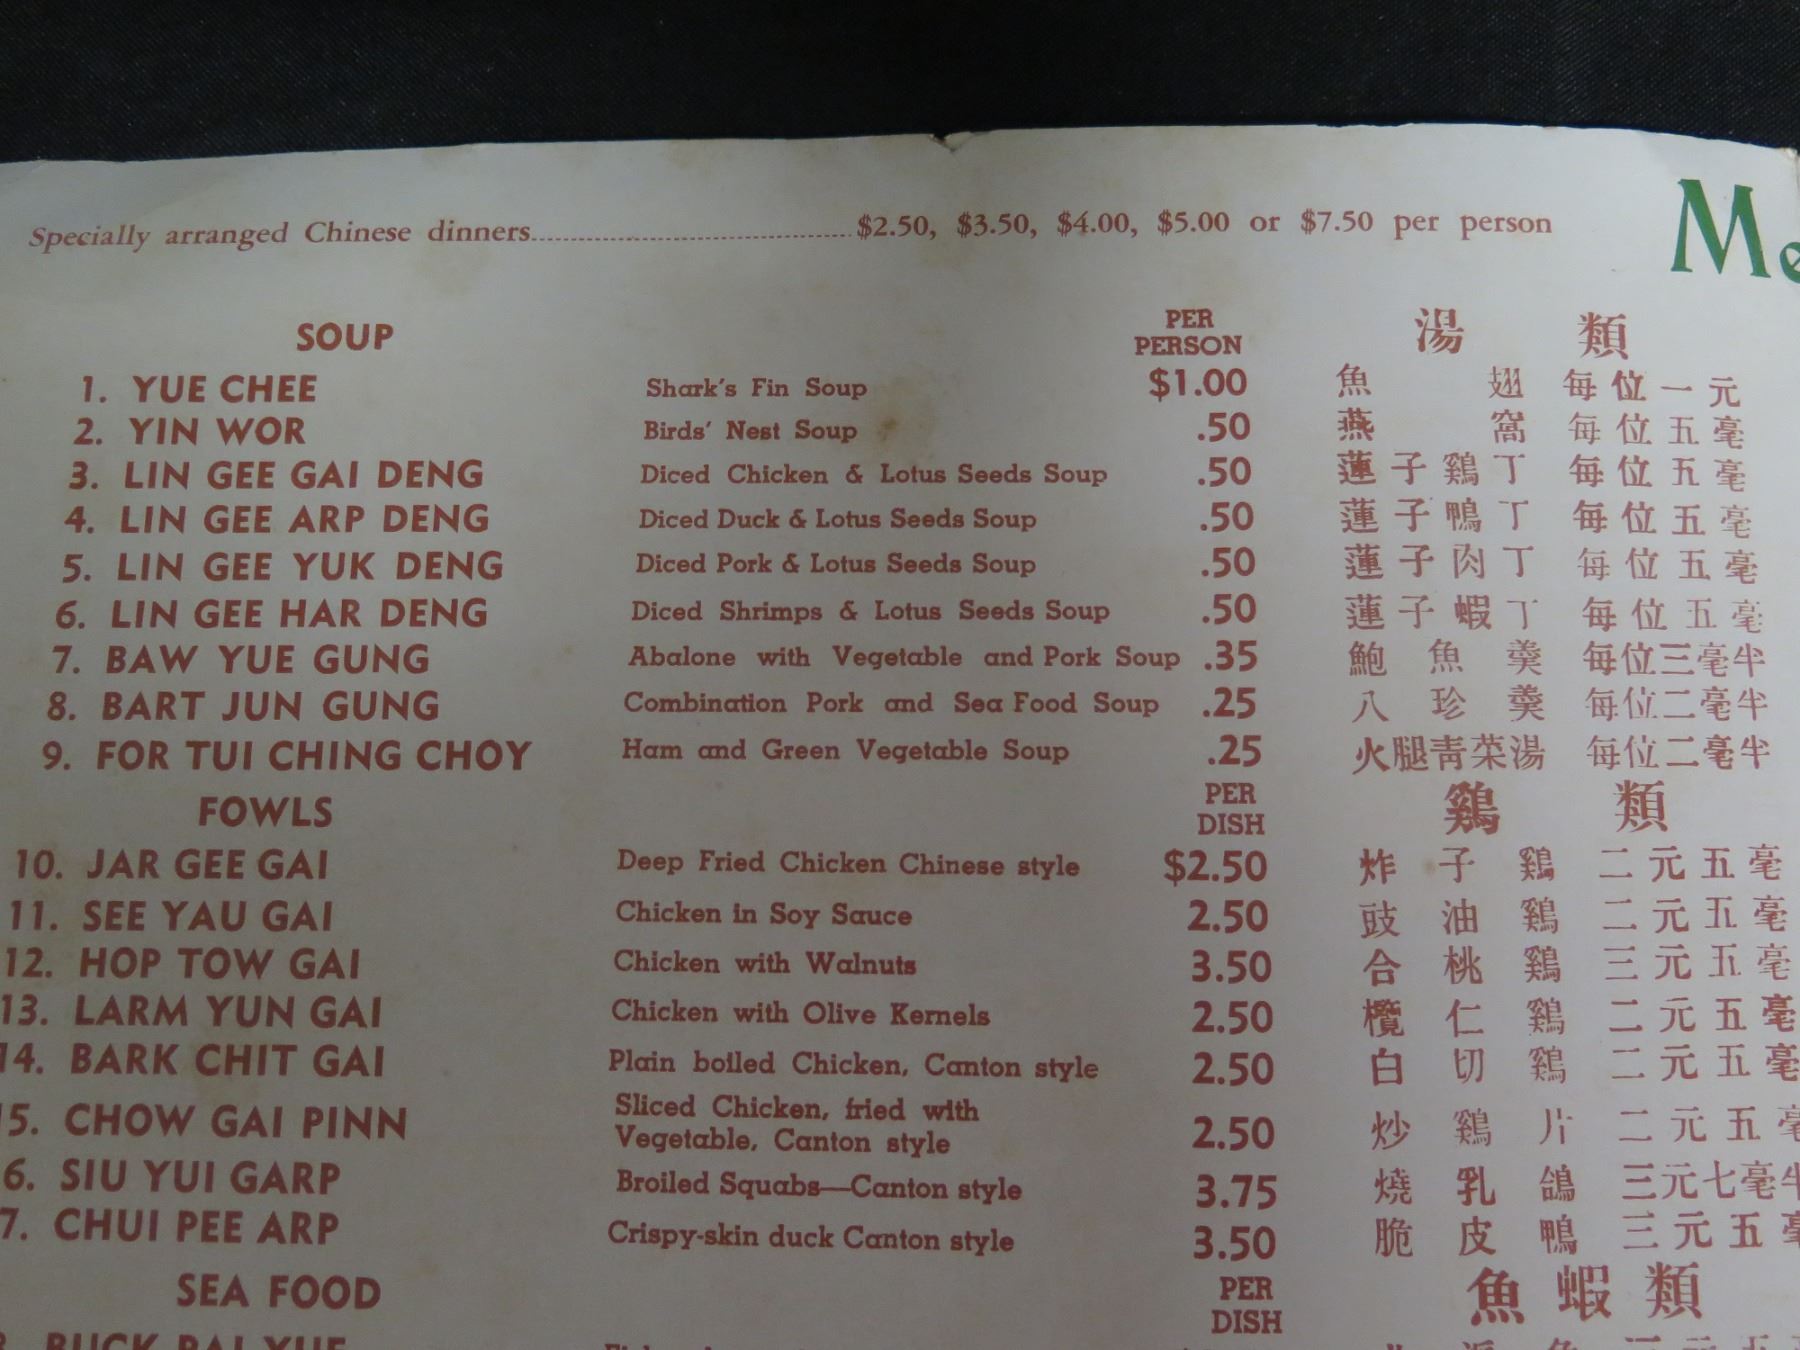 Specially arranged Chinese dinners.......................................$2.50, $3.50, $4.00, $5.00 or $7.50 per person
SOUP PER PERSON 湯類
1. YUE CHEE Shark's Fin Soup $1.00 魚翅 每位一元
2. YIN WOR Birds' Nest Soup .50 燕窩 每位五毫
3. LIN GEE GAI DENG Diced Chicken & Lotus Seeds Soup .50 蓮子鷄丁 每位五毫
4. LIN GEE ARP DENG Diced Duck & Lotus Seeds Soup .50 蓮子鴨丁 每位五毫
5. LIN GEE YUK DENG Diced Pork & Lotus Seeds Soup .50 蓮子肉丁 每位五毫
6. LIN GEE HAR DENG Diced Shrimps & Lotus Seeds Soup .50 蓮子蝦丁 每位五毫
7. BAW YUE GUNG Abalone with Vegetable and Pork Soup .35 鮑魚羹 每位三毫半
8. BART JUN GUNG Combination Pork and Sea Food Soup .25 八珍羹 每位二毫半
9. FOR TUI CHING CHOY Ham and Green Vegetable Soup .25 火腿靑菜湯 每位二毫半
FOWLS PER DISH 鷄類
10. JAR GEE GAI Deep Fried Chicken Chinese style $2.50 炸子鷄 二元五毫
11. SEE YAU GAI Chicken in Soy Sauce 2.50 豉油鷄 二元五毫
12. HOP TOW GAI Chicken with Walnuts 3.50 合桃鷄 三元五毫
13. LARM YUN GAI Chicken with Olive Kernels 2.50 欖仁鷄 二元五毫
14. BARK CHIT GAI Plain boiled Chicken, Canton style 2.50 白切鷄 二元五毫
15. CHOW GAI PINN Sliced Chicken, fried with Vegetable, Canton style 2.50 炒鷄片 二元五毫
6. SIU YUI GARP Broiled Squabs—Canton style 3.75 燒乳鴿 三元七毫半
7. CHUI PEE ARP Crispy-skin duck Canton style 3.50 脆皮鴨 三元五毫
SEA FOOD PER DISH 魚蝦類